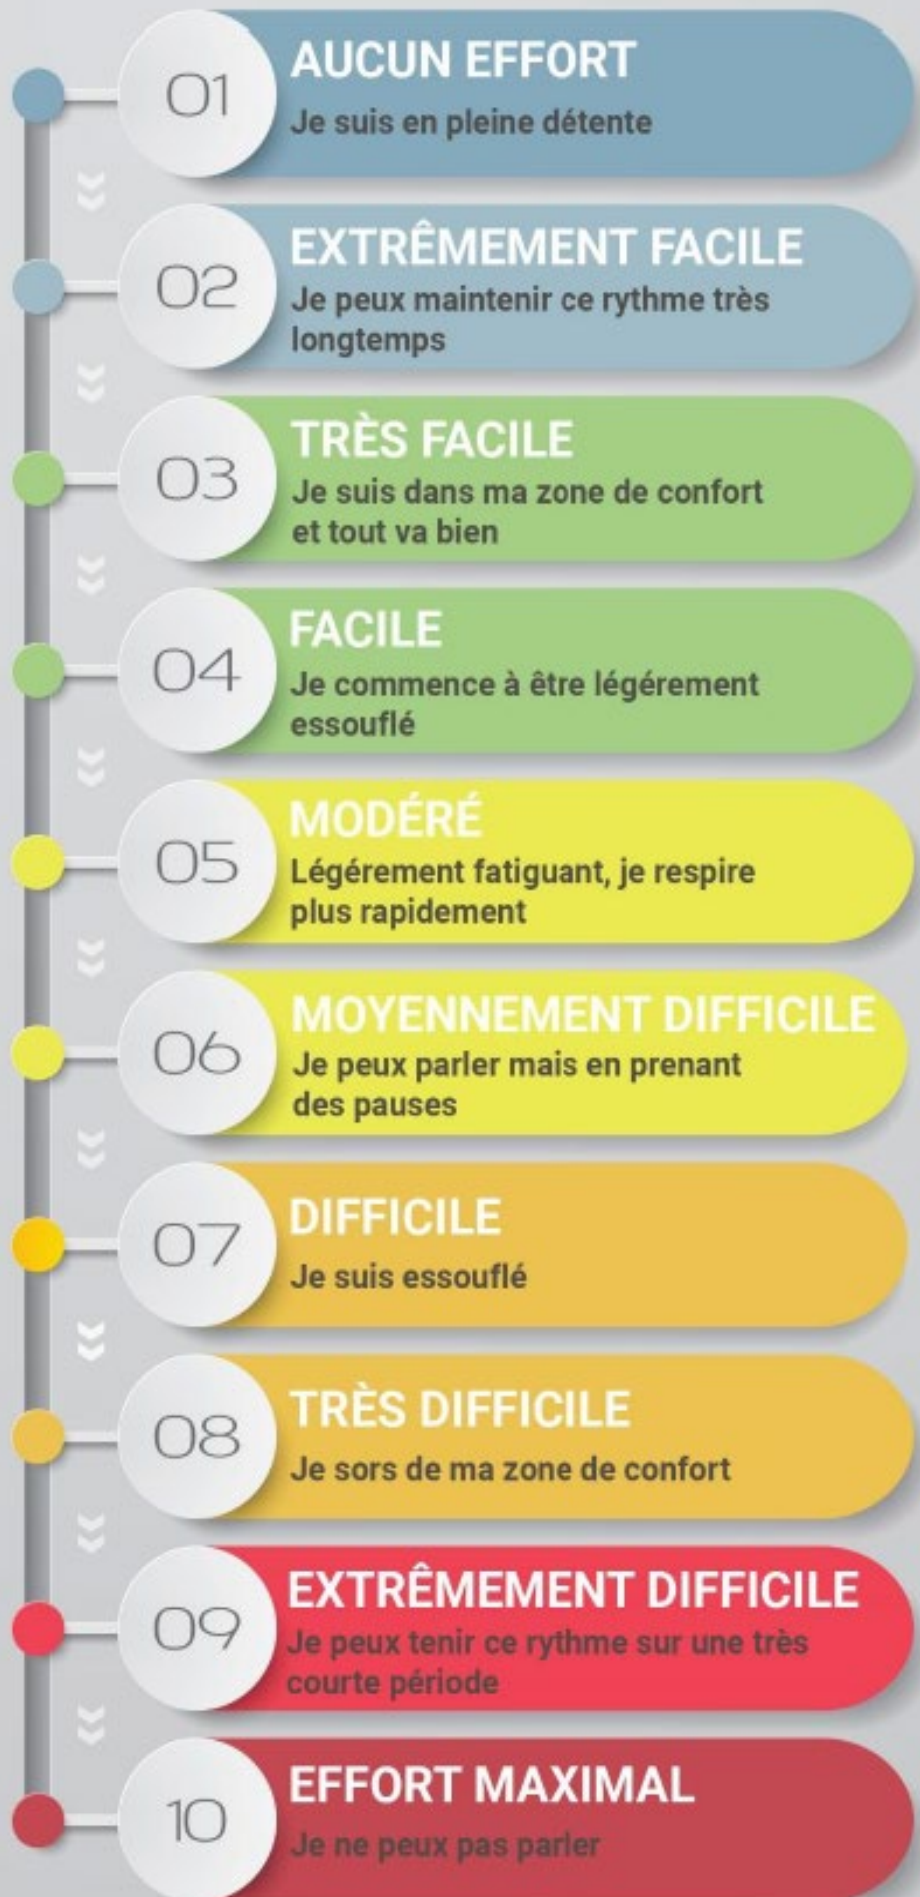 01
AUCUN EFFORT
Je suis en pleine détente
02
EXTRÊMEMENT FACILE
Je peux maintenir ce rythme très
longtemps
03
TRÈS FACILE
Je suis dans ma zone de confort
et tout va bien
04
FACILE
Je commence à être légérement
essouflé
05
MODÉRÉ
Légérement fatiguant, je respire
plus rapidement
06
MOYENNEMENT DIFFICILE
Je peux parler mais en prenant
des pauses
07
DIFFICILE
Je suis essouflé
08
TRÈS DIFFICILE
Je sors de ma zone de confort
09
EXTRÊMEMENT DIFFICILE
Je peux tenir ce rythme sur une très
courte période
10
EFFORT MAXIMAL
Je ne peux pas parler